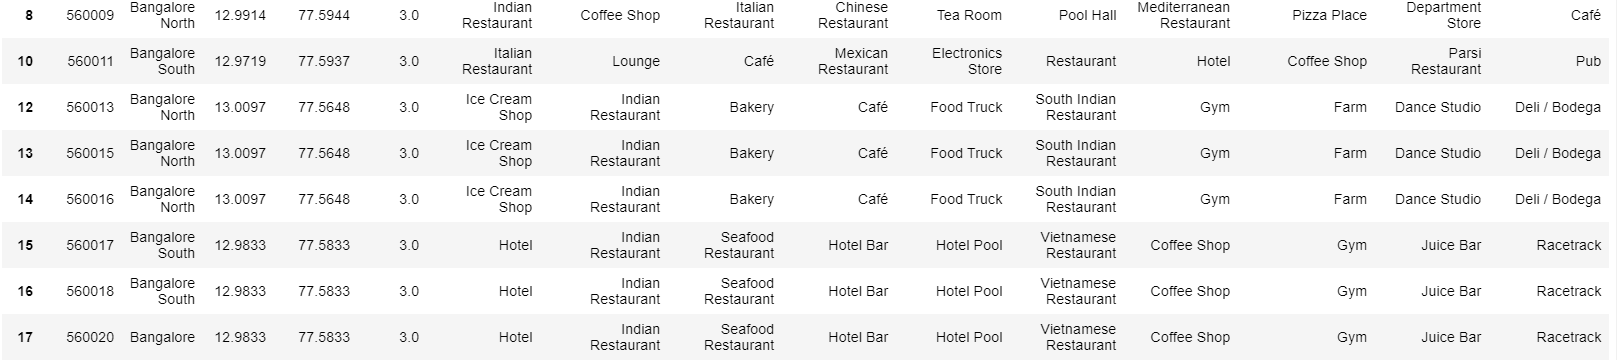 8 560009 Bangalore North 12.9914 77.5944 3.0 Indian Restaurant Coffee Shop Italian Restaurant Chinese Restaurant Tea Room Pool Hall Mediterranean Restaurant Pizza Place Department Store Café
10 560011 Bangalore South 12.9719 77.5937 3.0 Italian Restaurant Lounge Café Mexican Restaurant Electronics Store Restaurant Hotel Coffee Shop Parsi Restaurant Pub
12 560013 Bangalore North 13.0097 77.5648 3.0 Ice Cream Shop Indian Restaurant Bakery Café Food Truck South Indian Restaurant Gym Farm Dance Studio Deli / Bodega
13 560015 Bangalore North 13.0097 77.5648 3.0 Ice Cream Shop Indian Restaurant Bakery Café Food Truck South Indian Restaurant Gym Farm Dance Studio Deli / Bodega
14 560016 Bangalore North 13.0097 77.5648 3.0 Ice Cream Shop Indian Restaurant Bakery Café Food Truck South Indian Restaurant Gym Farm Dance Studio Deli / Bodega
15 560017 Bangalore South 12.9833 77.5833 3.0 Hotel Indian Restaurant Seafood Restaurant Hotel Bar Hotel Pool Vietnamese Restaurant Coffee Shop Gym Juice Bar Racetrack
16 560018 Bangalore South 12.9833 77.5833 3.0 Hotel Indian Restaurant Seafood Restaurant Hotel Bar Hotel Pool Vietnamese Restaurant Coffee Shop Gym Juice Bar Racetrack
17 560020 Bangalore 12.9833 77.5833 3.0 Hotel Indian Restaurant Seafood Restaurant Hotel Bar Hotel Pool Vietnamese Restaurant Coffee Shop Gym Juice Bar Racetrack